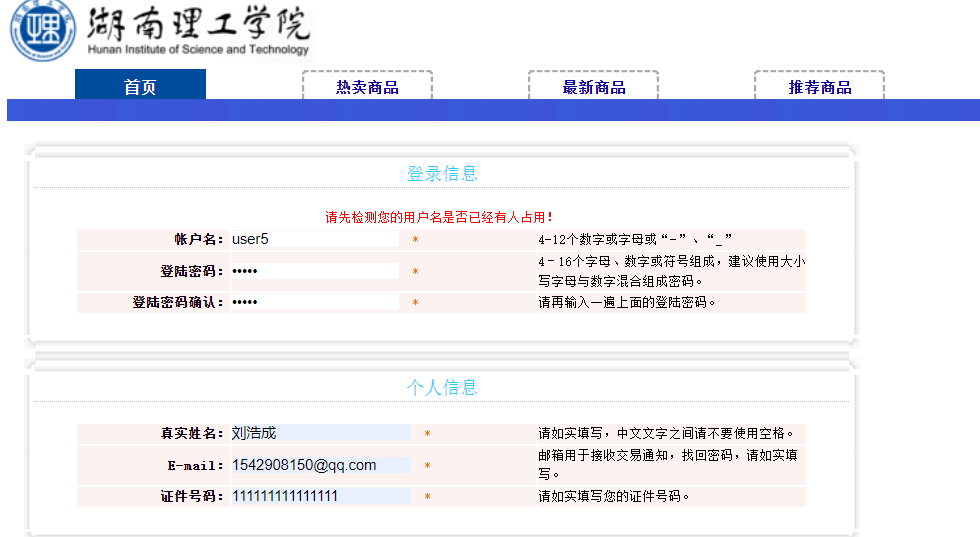 湖南理工学院
Hunan Institute of Science and Technology
首页 热卖商品 最新商品 推荐商品
登录信息
请先检测您的用户名是否已经有人占用！
帐户名： user5 * 4-12个数字或字母或“-”、“_”
登陆密码： ••••• * 4－16个字母、数字或符号组成，建议使用大小
写字母与数字混合组成密码。
登陆密码确认： ••••• * 请再输入一遍上面的登陆密码。
个人信息
真实姓名： 刘浩成 * 请如实填写，中文文字之间请不要使用空格。
E-mail： 1542908150@qq.com * 邮箱用于接收交易通知，找回密码，请如实填
写。
证件号码： 111111111111111 * 请如实填写您的证件号码。